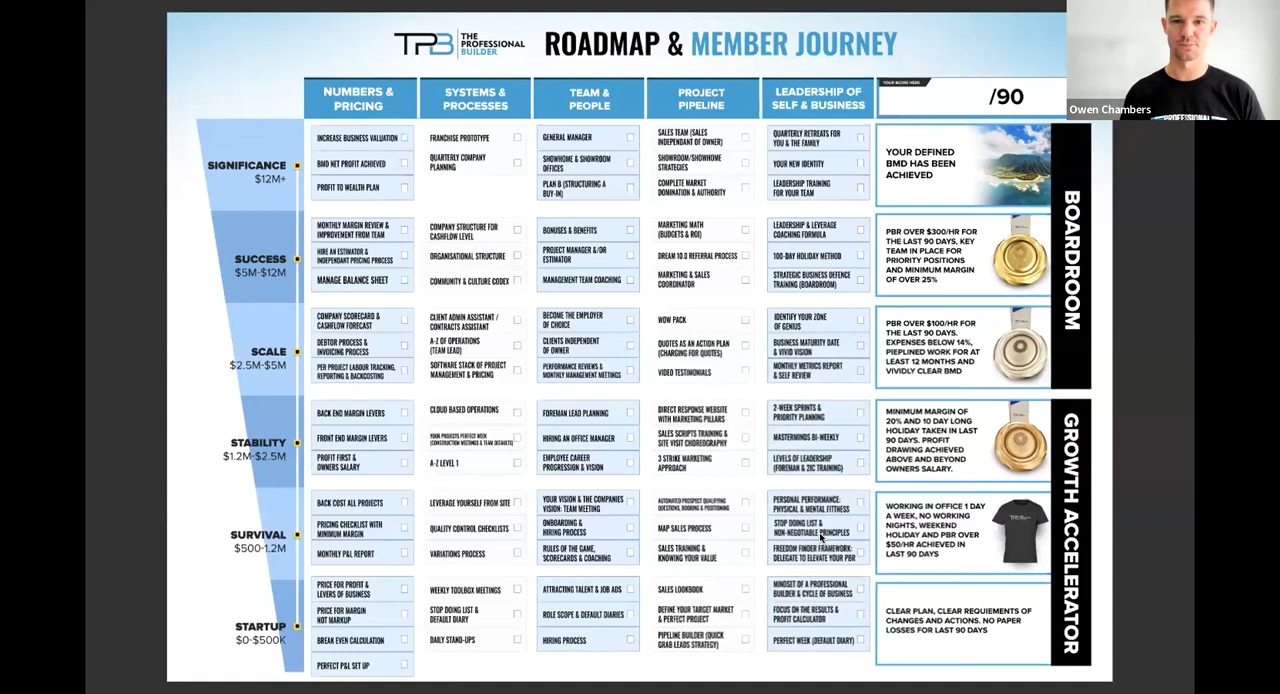 TPB THE PROFESSIONAL BUILDER
ROADMAP & MEMBER JOURNEY
Owen Chambers
NUMBERS & PRICING
SYSTEMS & PROCESSES
TEAM & PEOPLE
PROJECT PIPELINE
LEADERSHIP OF SELF & BUSINESS
YOUR SCORE HERE
/90
SIGNIFICANCE
$12M+
INCREASE BUSINESS VALUATION
BMD NET PROFIT ACHIEVED
PROFIT TO WEALTH PLAN
FRANCHISE PROTOTYPE
QUARTERLY COMPANY PLANNING
GENERAL MANAGER
SHOWHOME & SHOWROOM OFFICES
PLAN B (STRUCTURING A BUY-IN)
SALES TEAM (SALES INDEPENDANT OF OWNER)
SHOWROOM/SHOWHOME STRATEGIES
COMPLETE MARKET DOMINATION & AUTHORITY
QUARTERLY RETREATS FOR YOU & THE FAMILY
YOUR NEW IDENTITY
LEADERSHIP TRAINING FOR YOUR TEAM
YOUR DEFINED BMD HAS BEEN ACHIEVED
SUCCESS
$5M-$12M
MONTHLY MARGIN REVIEW & IMPROVEMENT FROM TEAM
HIRE AN ESTIMATOR & INDEPENDANT PRICING PROCESS
MANAGE BALANCE SHEET
COMPANY STRUCTURE FOR CASHFLOW LEVEL
ORGANISATIONAL STRUCTURE
COMMUNITY & CULTURE CODEX
BONUSES & BENEFITS
PROJECT MANAGER &/OR ESTIMATOR
MANAGEMENT TEAM COACHING
MARKETING MATH (BUDGETS & ROI)
DREAM 10.0 REFERRAL PROCESS
MARKETING & SALES COORDINATOR
LEADERSHIP & LEVERAGE COACHING FORMULA
100-DAY HOLIDAY METHOD
STRATEGIC BUSINESS DEFENCE TRAINING (BOARDROOM)
PBR OVER $300/HR FOR THE LAST 90 DAYS, KEY TEAM IN PLACE FOR PRIORITY POSITIONS AND MINIMUM MARGIN OF OVER 25%
BOARDROOM
SCALE
$2.5M-$5M
COMPANY SCORECARD & CASHFLOW FORECAST
DEBTOR PROCESS & INVOICING PROCESS
PER PROJECT LABOUR TRACKING, REPORTING & BACKCOSTING
CLIENT ADMIN ASSISTANT / CONTRACTS ASSISTANT
A-Z OF OPERATIONS (TEAM LEAD)
SOFTWARE STACK OF PROJECT MANAGEMENT & PRICING
BECOME THE EMPLOYER OF CHOICE
CLIENTS INDEPENDENT OF OWNER
PERFORMANCE REVIEWS & MONTHLY MANAGEMENT MEETINGS
WOW PACK
QUOTES AS AN ACTION PLAN (CHARGING FOR QUOTES)
VIDEO TESTIMONIALS
IDENTIFY YOUR ZONE OF GENIUS
BUSINESS MATURITY DATE & VIVID VISION
MONTHLY METRICS REPORT & SELF REVIEW
PBR OVER $100/HR FOR THE LAST 90 DAYS. EXPENSES BELOW 14%, PIEPLINED WORK FOR AT LEAST 12 MONTHS AND VIVIDLY CLEAR BMD
STABILITY
$1.2M-$2.5M
BACK END MARGIN LEVERS
FRONT END MARGIN LEVERS
PROFIT FIRST & OWNERS SALARY
CLOUD BASED OPERATIONS
YOUR PROJECTS PERFECT WEEK (CONSTRUCTION MEETINGS & TEAM DEFAULTS)
A-Z LEVEL 1
FOREMAN LEAD PLANNING
HIRING AN OFFICE MANAGER
EMPLOYEE CAREER PROGRESSION & VISION
DIRECT RESPONSE WEBSITE WITH MARKETING PILLARS
SALES SCRIPTS TRAINING & SITE VISIT CHOREOGRAPHY
3 STRIKE MARKETING APPROACH
2-WEEK SPRINTS & PRIORITY PLANNING
MASTERMINDS BI-WEEKLY
LEVELS OF LEADERSHIP (FOREMAN & 2IC TRAINING)
MINIMUM MARGIN OF 20% AND 10 DAY LONG HOLIDAY TAKEN IN LAST 90 DAYS. PROFIT DRAWING ACHIEVED ABOVE AND BEYOND OWNERS SALARY.
GROWTH ACCELERATOR
SURVIVAL
$500-1.2M
BACK COST ALL PROJECTS
PRICING CHECKLIST WITH MINIMUM MARGIN
MONTHLY P&L REPORT
LEVERAGE YOURSELF FROM SITE
QUALITY CONTROL CHECKLISTS
VARIATIONS PROCESS
YOUR VISION & THE COMPANIES VISION: TEAM MEETING
ONBOARDING & HIRING PROCESS
RULES OF THE GAME, SCORECARDS & COACHING
AUTOMATED PROSPECT QUALIFYING QUESTIONS, BOOKING & POSITIONING
MAP SALES PROCESS
SALES TRAINING & KNOWING YOUR VALUE
PERSONAL PERFORMANCE: PHYSICAL & MENTAL FITNESS
STOP DOING LIST & NON-NEGOTIABLE PRINCIPLES
FREEDOM FINDER FRAMEWORK: DELEGATE TO ELEVATE YOUR PBR
WORKING IN OFFICE 1 DAY A WEEK, NO WORKING NIGHTS, WEEKEND HOLIDAY AND PBR OVER $50/HR ACHIEVED IN LAST 90 DAYS
STARTUP
$0-$500K
PRICE FOR PROFIT & LEVERS OF BUSINESS
PRICE FOR MARGIN NOT MARKUP
BREAK EVEN CALCULATION
PERFECT P&L SET UP
WEEKLY TOOLBOX MEETINGS
STOP DOING LIST & DEFAULT DIARY
DAILY STAND-UPS
ATTRACTING TALENT & JOB ADS
ROLE SCOPE & DEFAULT DIARIES
HIRING PROCESS
SALES LOOKBOOK
DEFINE YOUR TARGET MARKET & PERFECT PROJECT
PIPELINE BUILDER (QUICK GRAB LEADS STRATEGY)
MINDSET OF A PROFESSIONAL BUILDER & CYCLE OF BUSINESS
FOCUS ON THE RESULTS & PROFIT CALCULATOR
PERFECT WEEK (DEFAULT DIARY)
CLEAR PLAN, CLEAR REQUIEMENTS OF CHANGES AND ACTIONS. NO PAPER LOSSES FOR LAST 90 DAYS